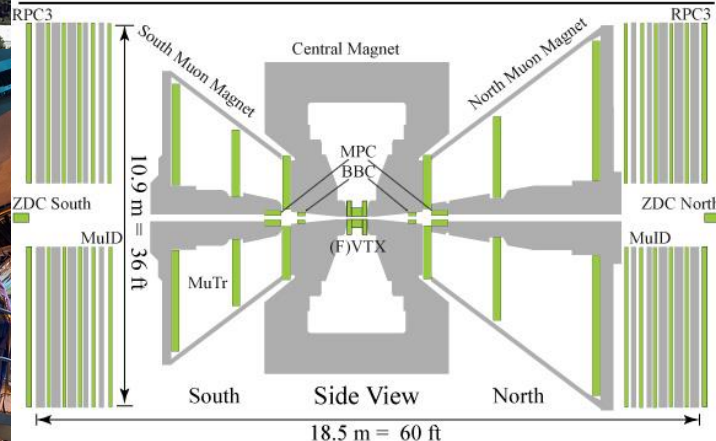 RPC3
South Muon Magnet
Central Magnet
North Muon Magnet
RPC3
MPC
BBC
10.9 m = 36 ft
ZDC South
ZDC North
MuID
(F)VTX
MuID
MuTr
South
Side View
North
18.5 m = 60 ft